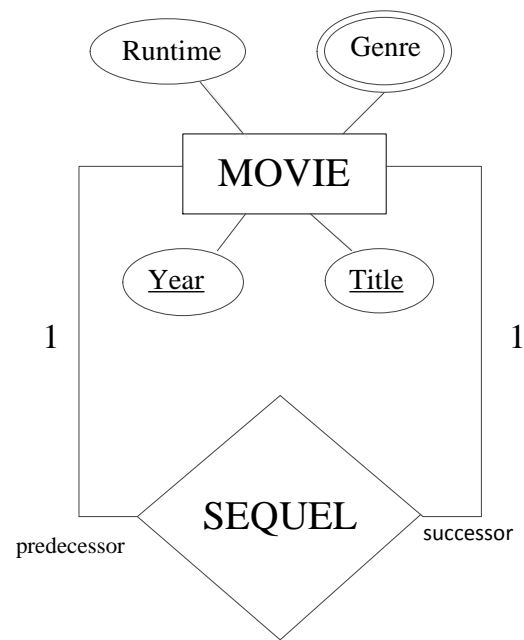 Runtime
Genre
MOVIE
Year
Title
1
1
SEQUEL
predecessor
successor